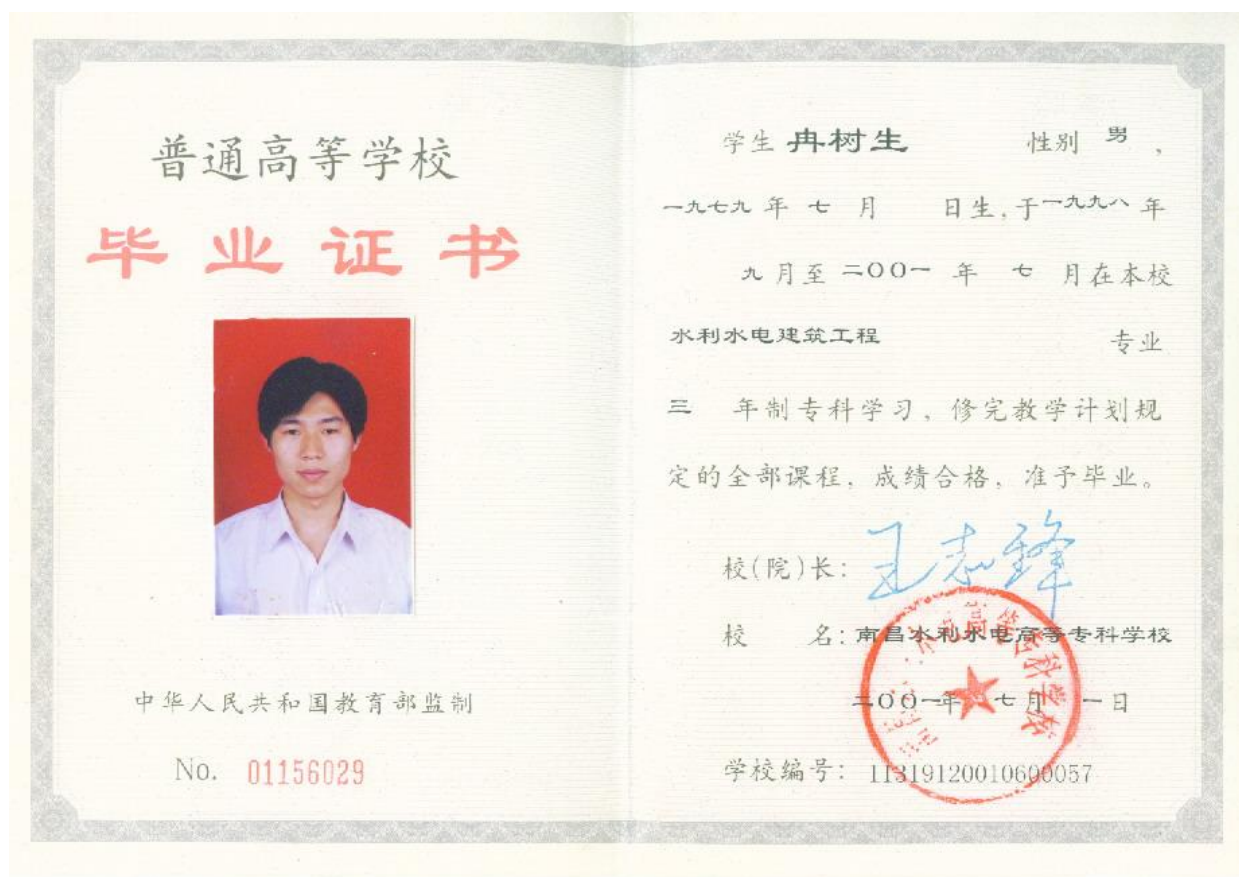 普通高等学校
毕业证书
中华人民共和国教育部监制
No. 01156029
学生 冉树生 性别 男，
一九七九 年 七 月 日生，于一九九八 年
九 月至 二〇〇一 年 七 月在本校
水利水电建筑工程 专业
三 年制专科学习，修完教学计划规
定的全部课程，成绩合格，准予毕业。
校(院)长：
校 名：南昌水利水电高等专科学校
二〇〇一年 七月 一日
学校编号：11319120010600057